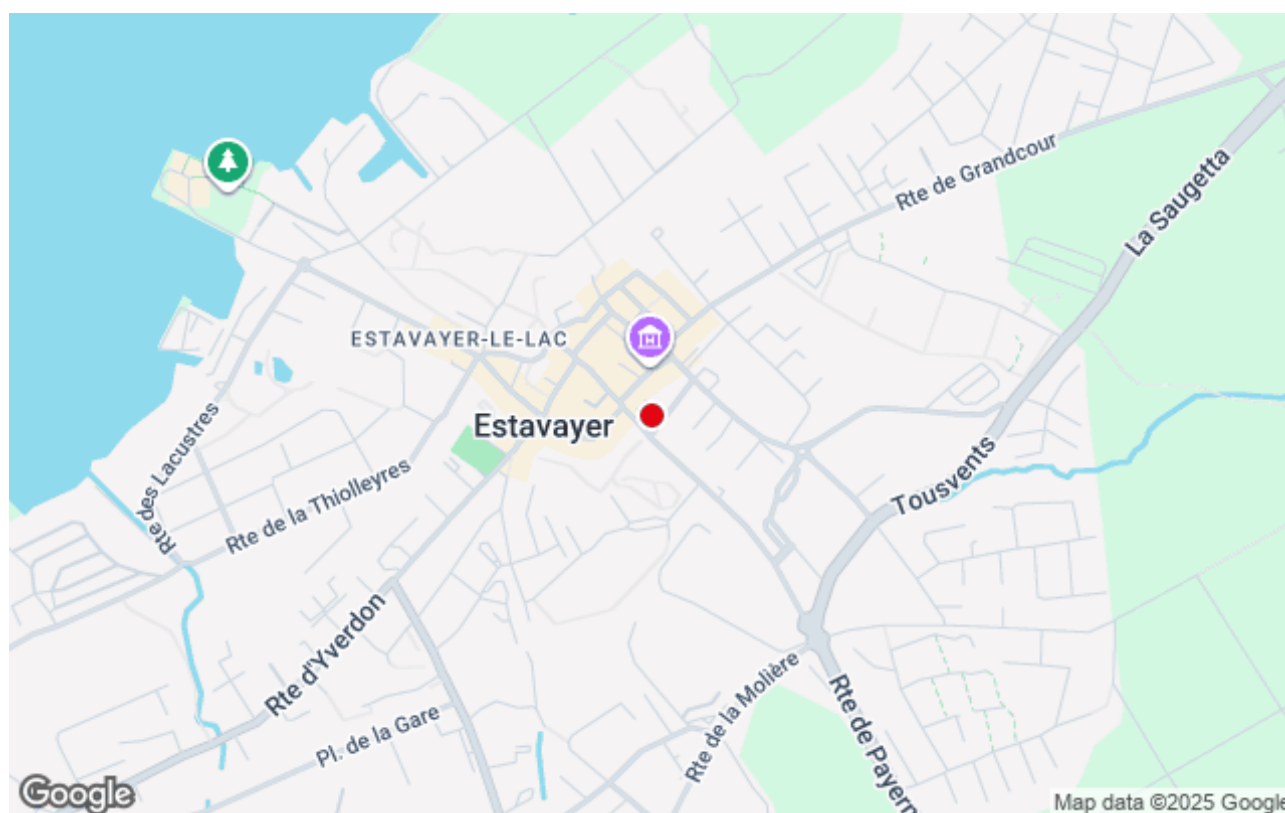 Rte de Grandcour
La Saugetta
ESTAVAYER-LE-LAC
H
Estavayer
Rte des Lacustres
Rte de la Thiolleyres
Tousvents
Rte d'Yverdon
Pl. de la Gare
Rte de la Molière
Rte de Payern
Google
Map data ©2025 Google